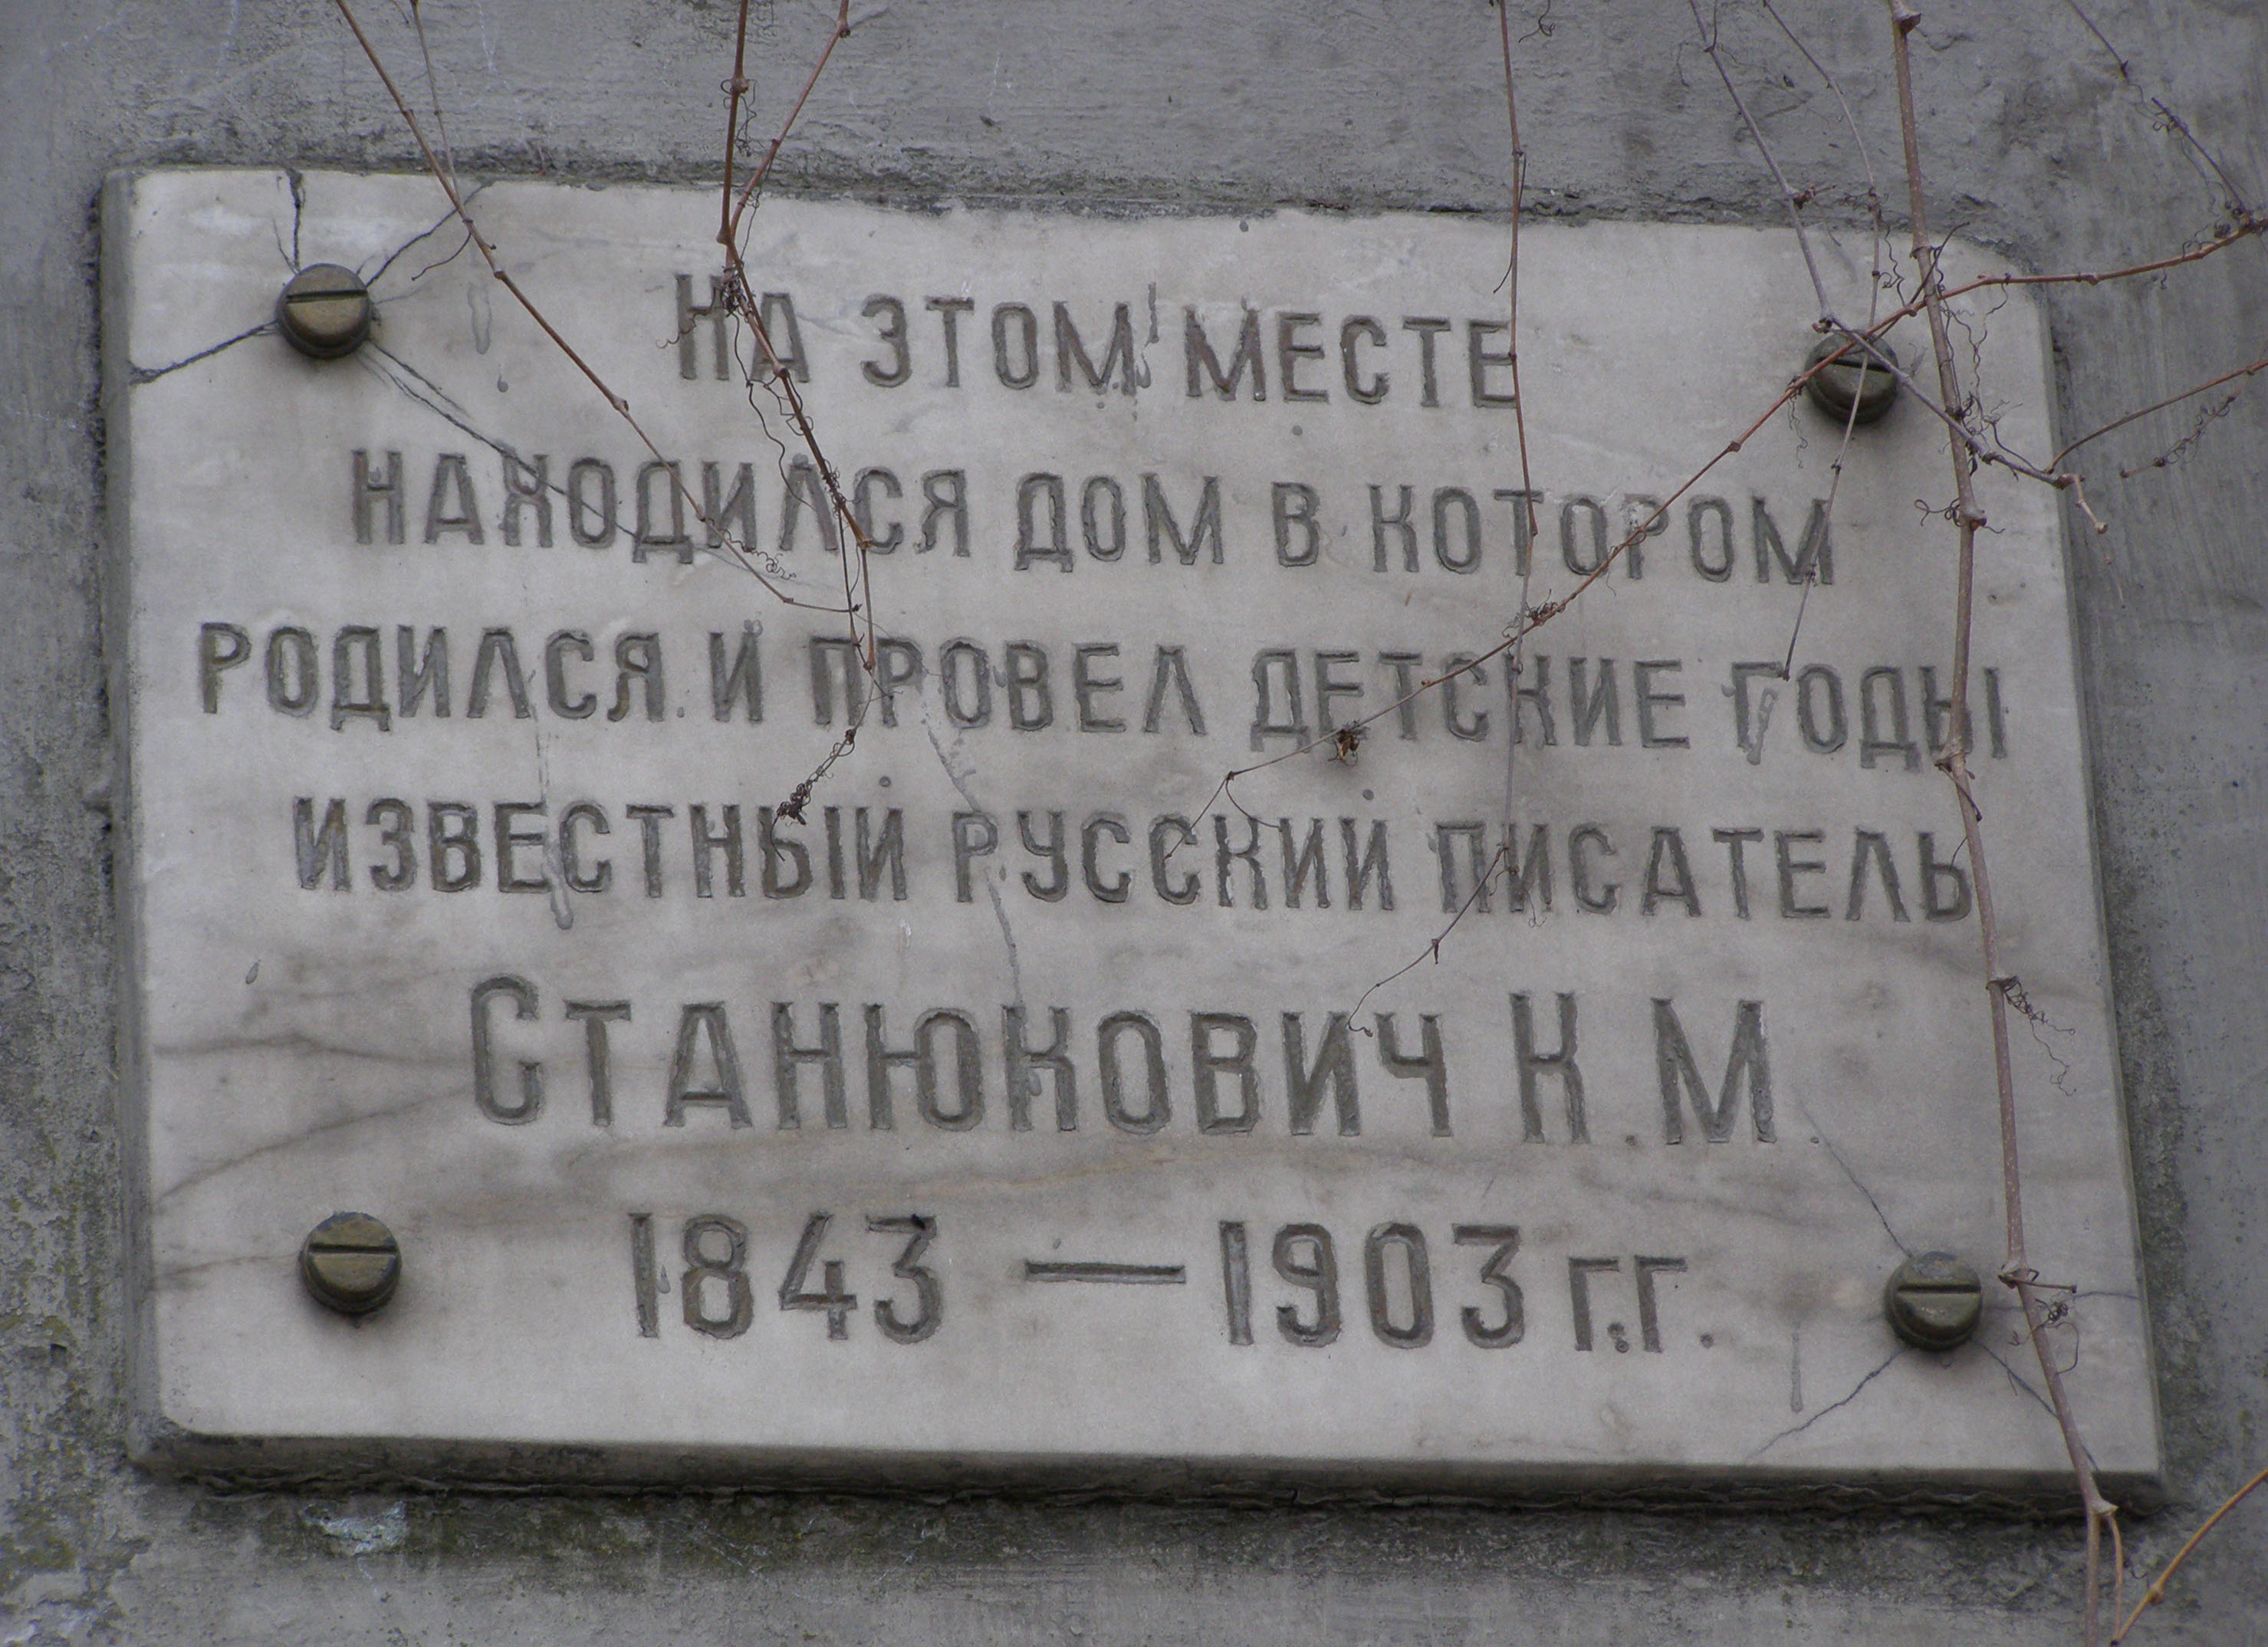 На этом месте
находился дом в котором
родился и провел детские годы
известный русский писатель
Станюкович К.М.
1843 — 1903 г.г.